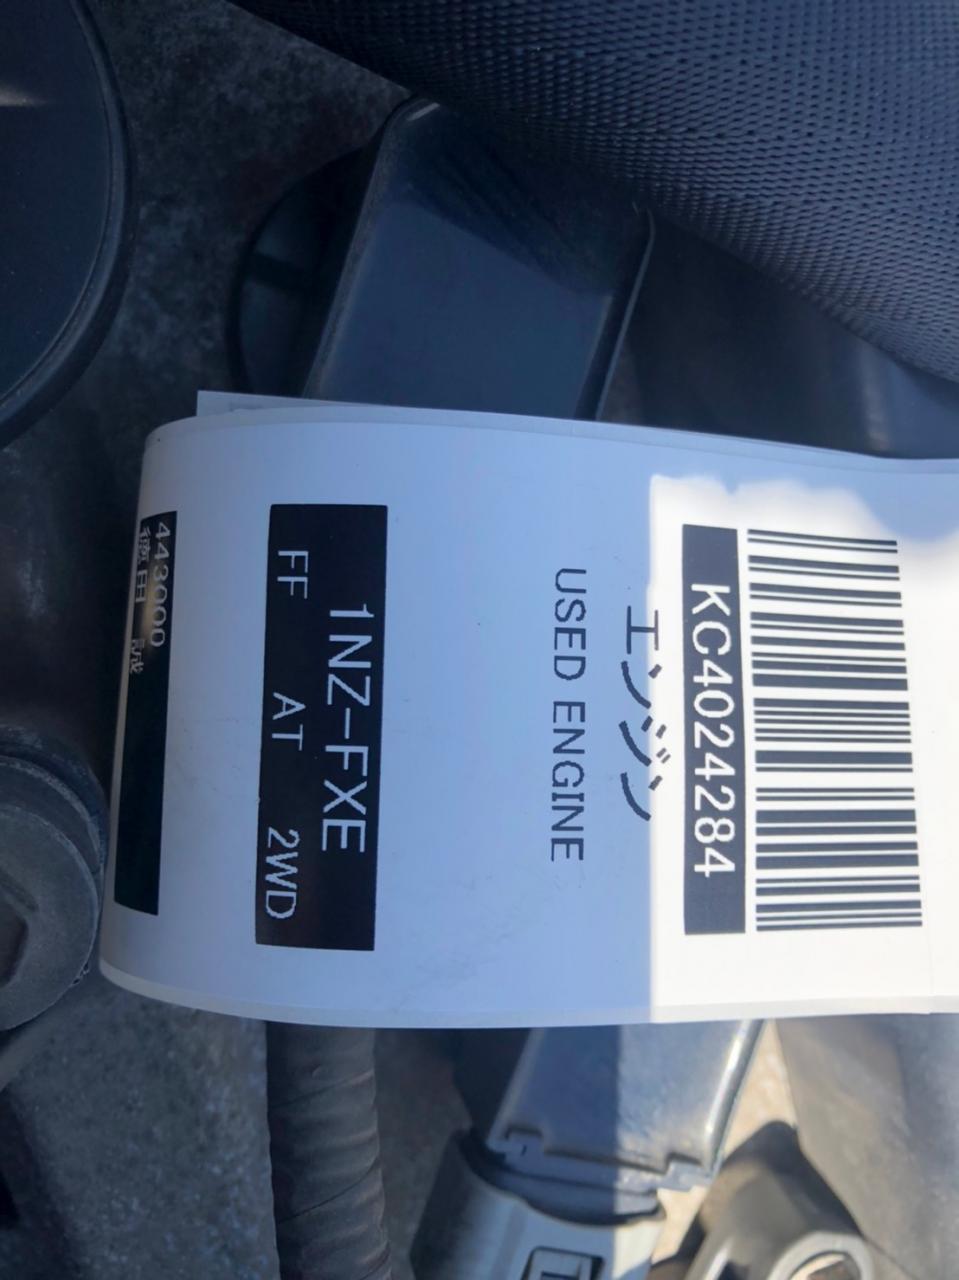 KC4024284
エンジン
USED ENGINE
1NZ-FXE
FF AT 2WD
443000